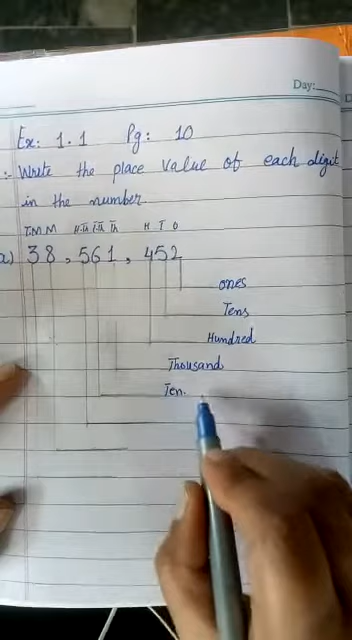 Day:
Ex: 1.1 Pg: 10
:- Write the place value of each digit
in the number
T.M M H.Th T.Th Th H T O
a) 38,561,452
ones
Tens
Hundred
Thousand
Ten.